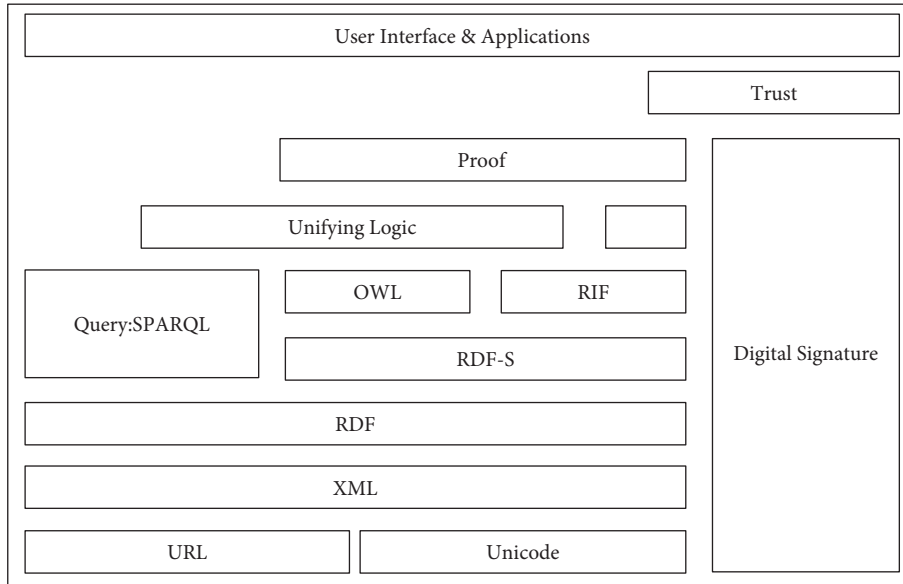 User Interface & Applications
Trust
Proof
Unifying Logic
OWL
RIF
Query:SPARQL
Digital Signature
RDF-S
RDF
XML
URL
Unicode